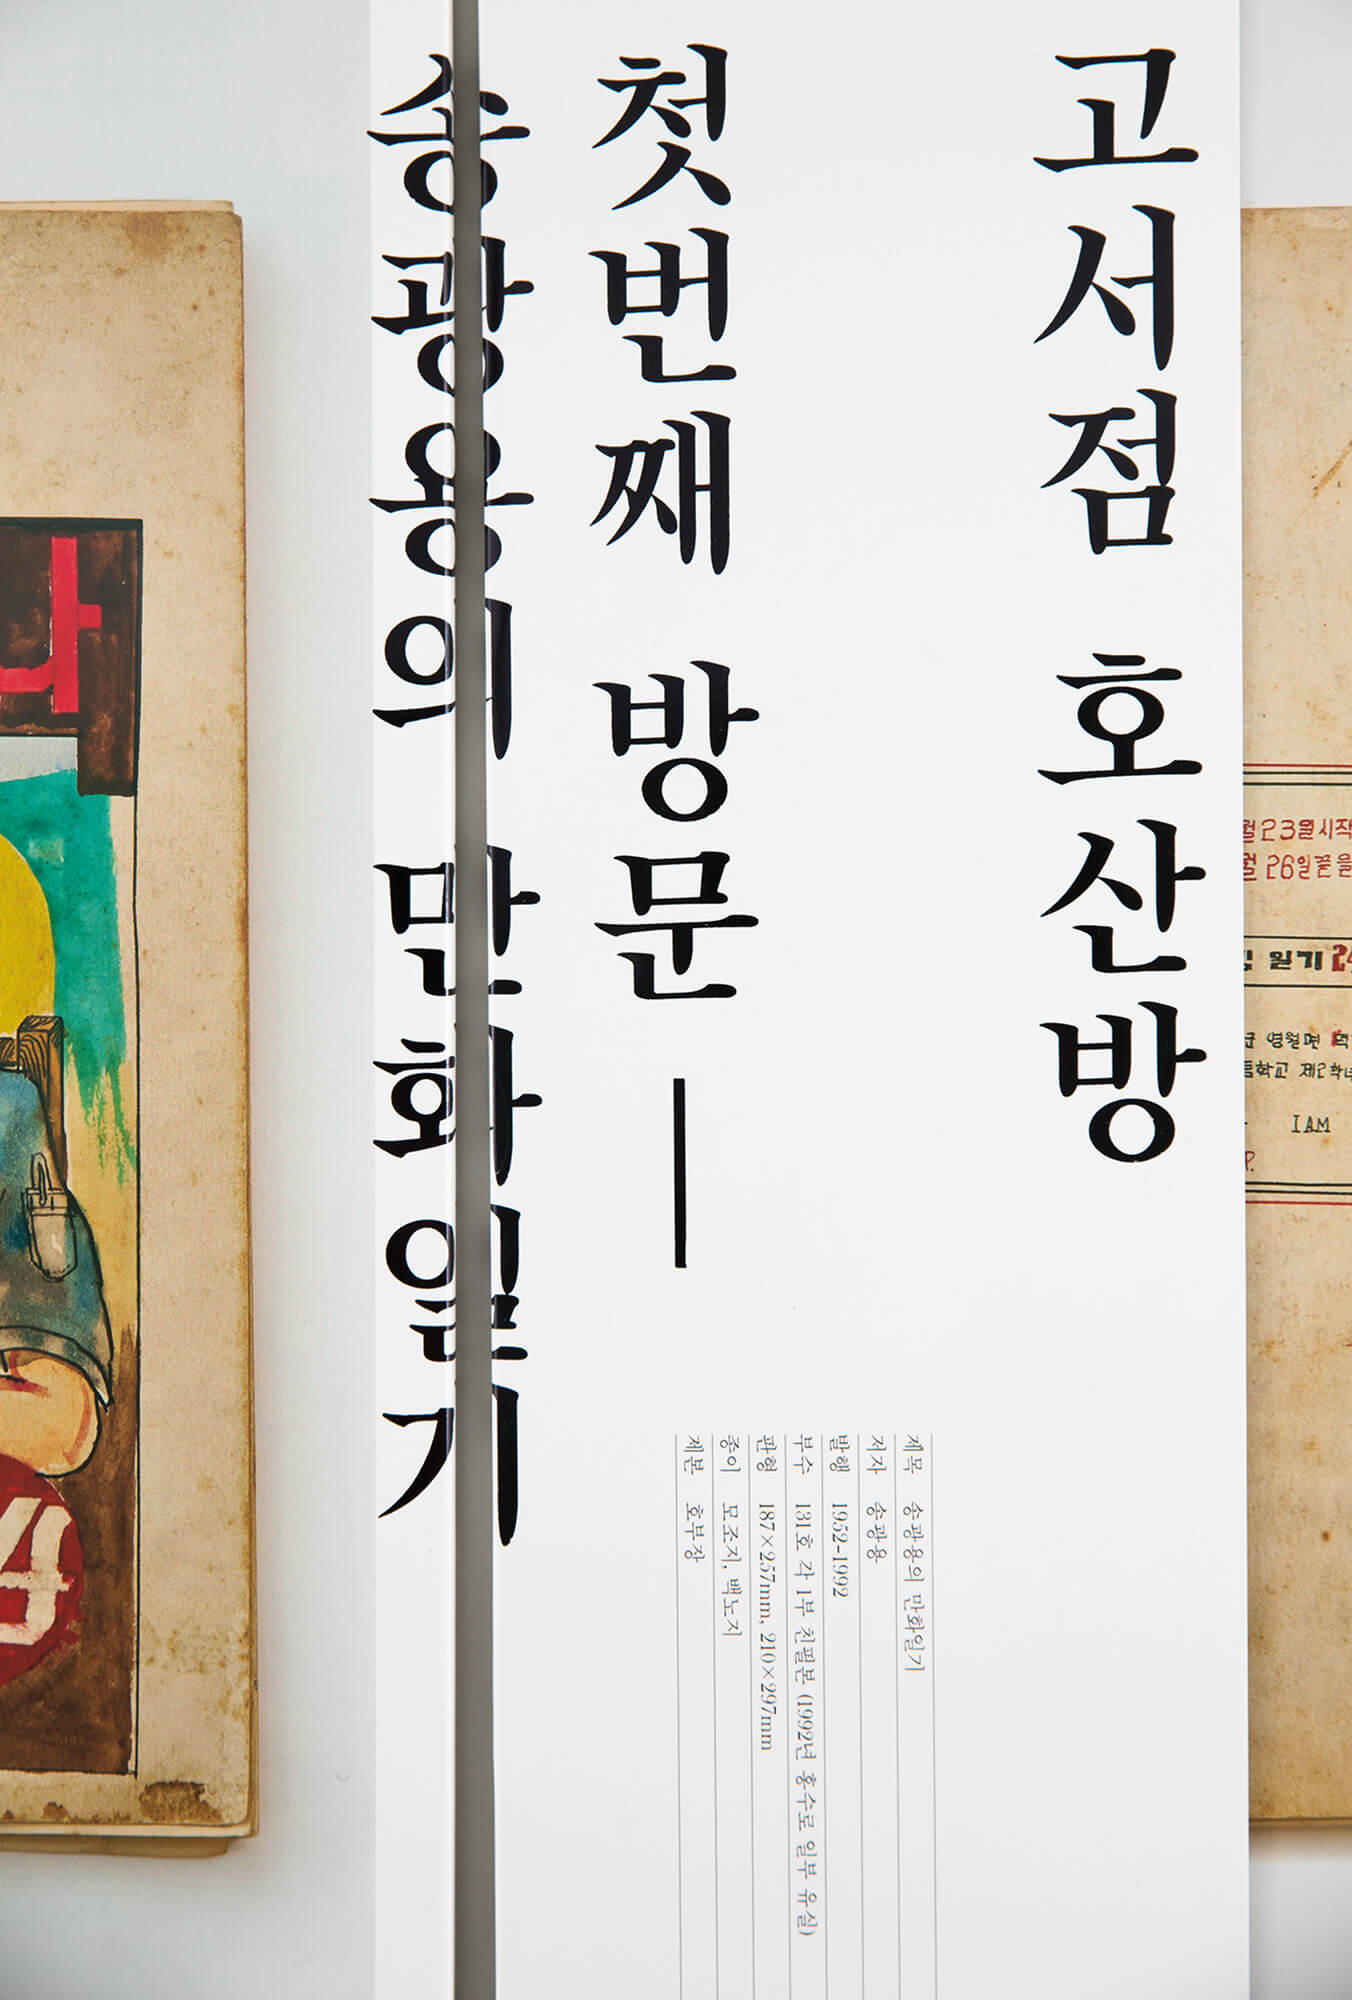 고서점 호산방
첫번째 방문 —
송광용의 만화일기
제목 송광용의 만화일기
저자 송광용
발행 1952-1992
부수 131호 각 1부 친필본 (1992년 홍수로 일부 유실)
판형 187×257mm, 210×297mm
종이 모조지, 백노지
제본 호부장
나
4
월 23일 시작
월 26일 끝을
일기 24
군 영월면
등학교 제2학년
I AM
P.